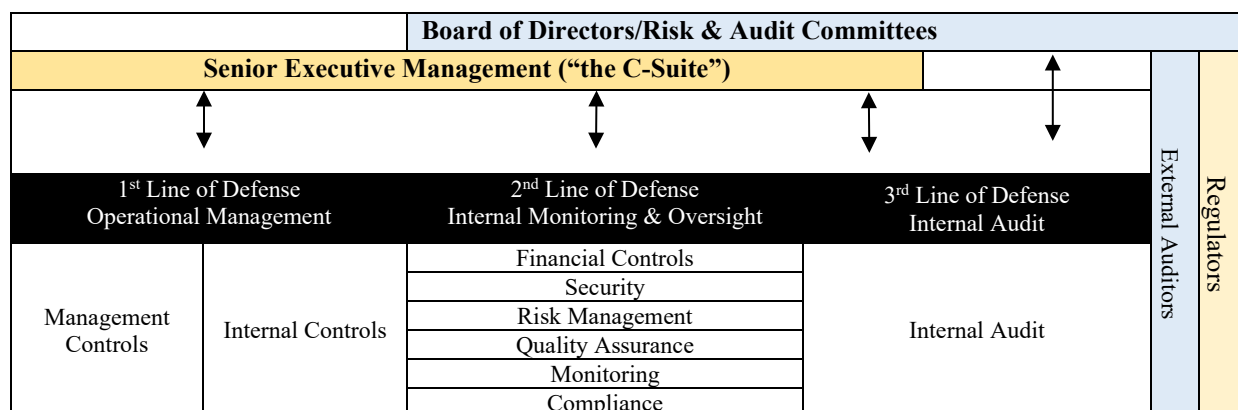 Board of Directors/Risk & Audit Committees
Senior Executive Management (“the C-Suite”)
1st Line of Defense
Operational Management
2nd Line of Defense
Internal Monitoring & Oversight
3rd Line of Defense
Internal Audit
Management
Controls
Internal Controls
Financial Controls
Security
Risk Management
Quality Assurance
Monitoring
Compliance
Internal Audit
External Auditors
Regulators